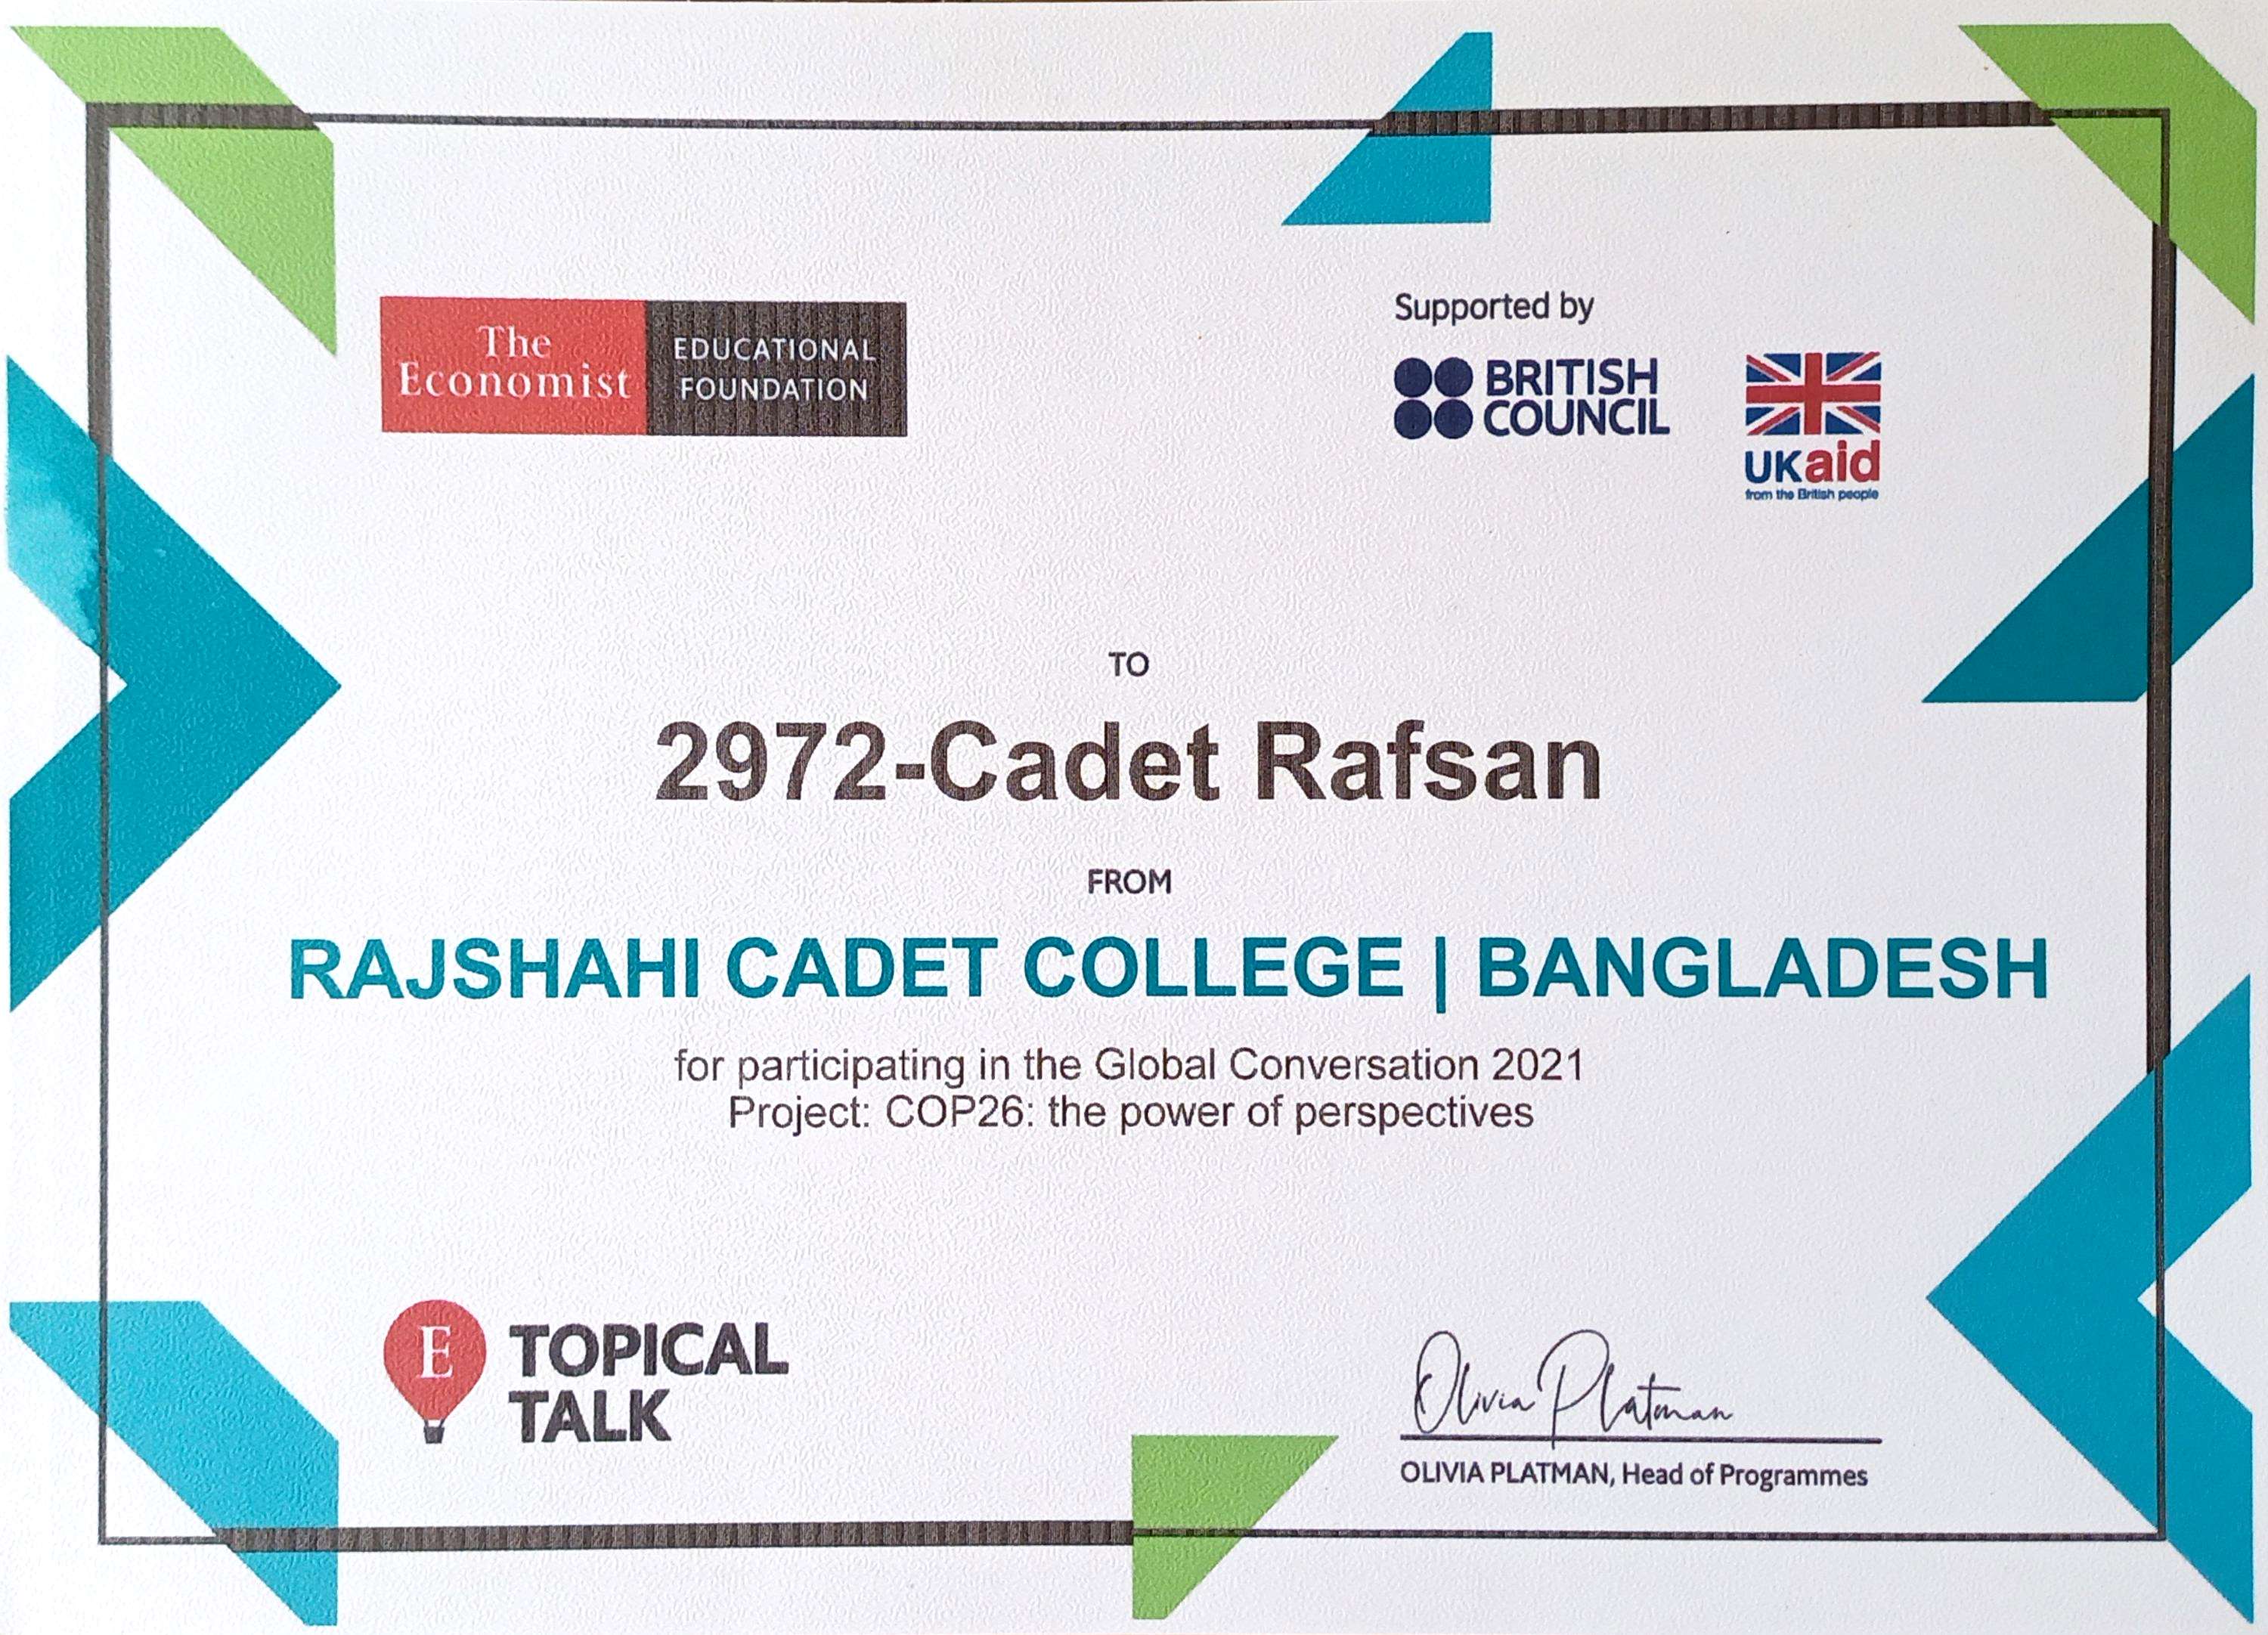 The
Economist
EDUCATIONAL
FOUNDATION
Supported by
BRITISH
COUNCIL
UKaid
from the British people
TO
2972-Cadet Rafsan
FROM
RAJSHAHI CADET COLLEGE | BANGLADESH
for participating in the Global Conversation 2021
Project: COP26: the power of perspectives
E
TOPICAL
TALK
Olivia Platman
OLIVIA PLATMAN, Head of Programmes